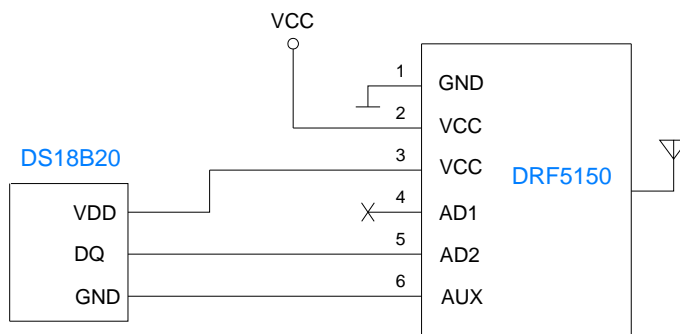 VCC
1
GND
2
VCC
DS18B20
3
VCC
DRF5150
VDD
4
AD1
DQ
5
AD2
GND
6
AUX